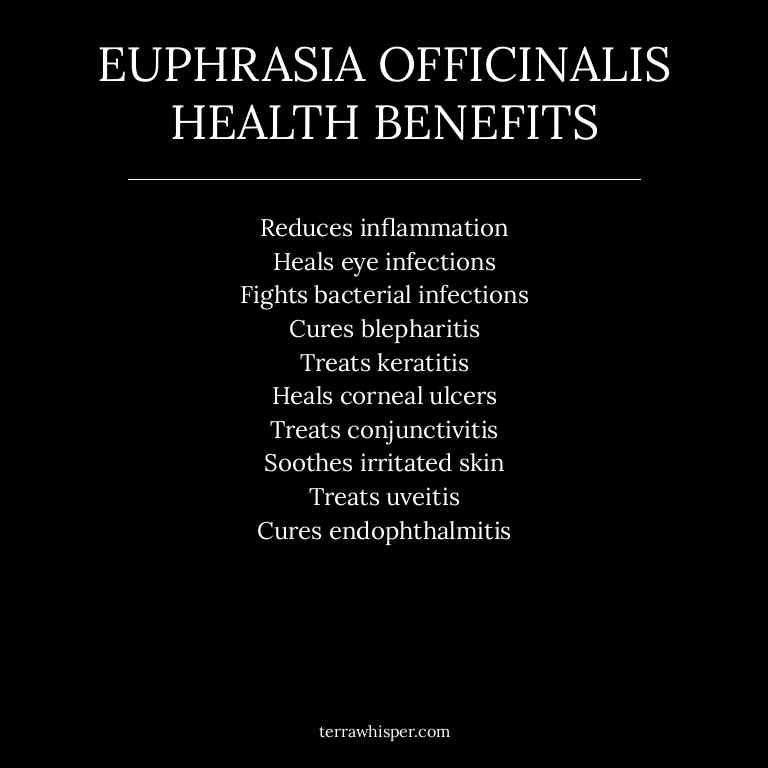 EUPHRASIA OFFICINALIS
HEALTH BENEFITS
Reduces inflammation
Heals eye infections
Fights bacterial infections
Cures blepharitis
Treats keratitis
Heals corneal ulcers
Treats conjunctivitis
Soothes irritated skin
Treats uveitis
Cures endophthalmitis
terrawhisper.com